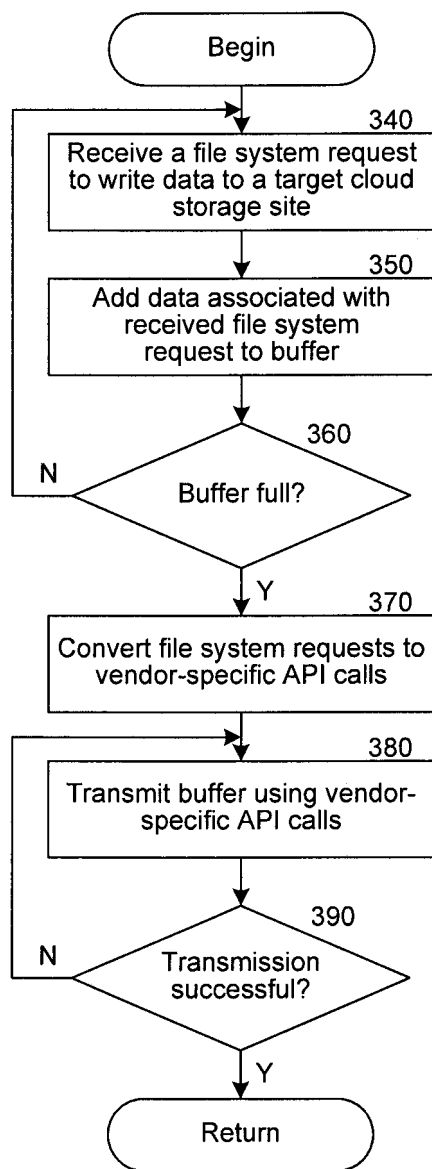 Begin
340
Receive a file system request
to write data to a target cloud
storage site
350
Add data associated with
received file system
request to buffer
360
N
Buffer full?
Y
370
Convert file system requests to
vendor-specific API calls
380
Transmit buffer using vendor-
specific API calls
390
N
Transmission
successful?
Y
Return